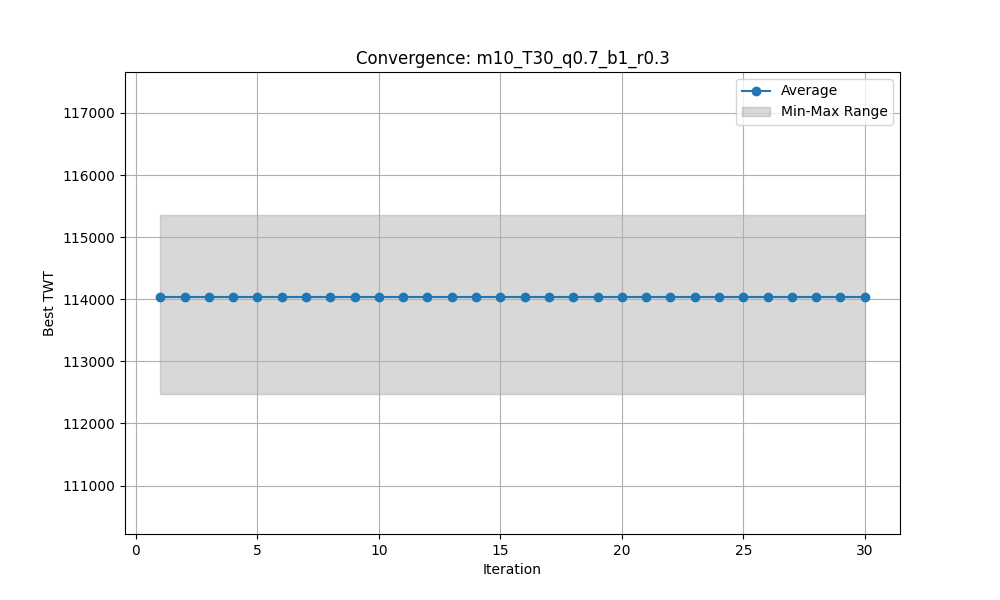 Convergence: m10_T30_q0.7_b1_r0.3
Average
Min-Max Range
117000
116000
115000
114000
113000
112000
111000
Best TWT
0 5 10 15 20 25 30
Iteration